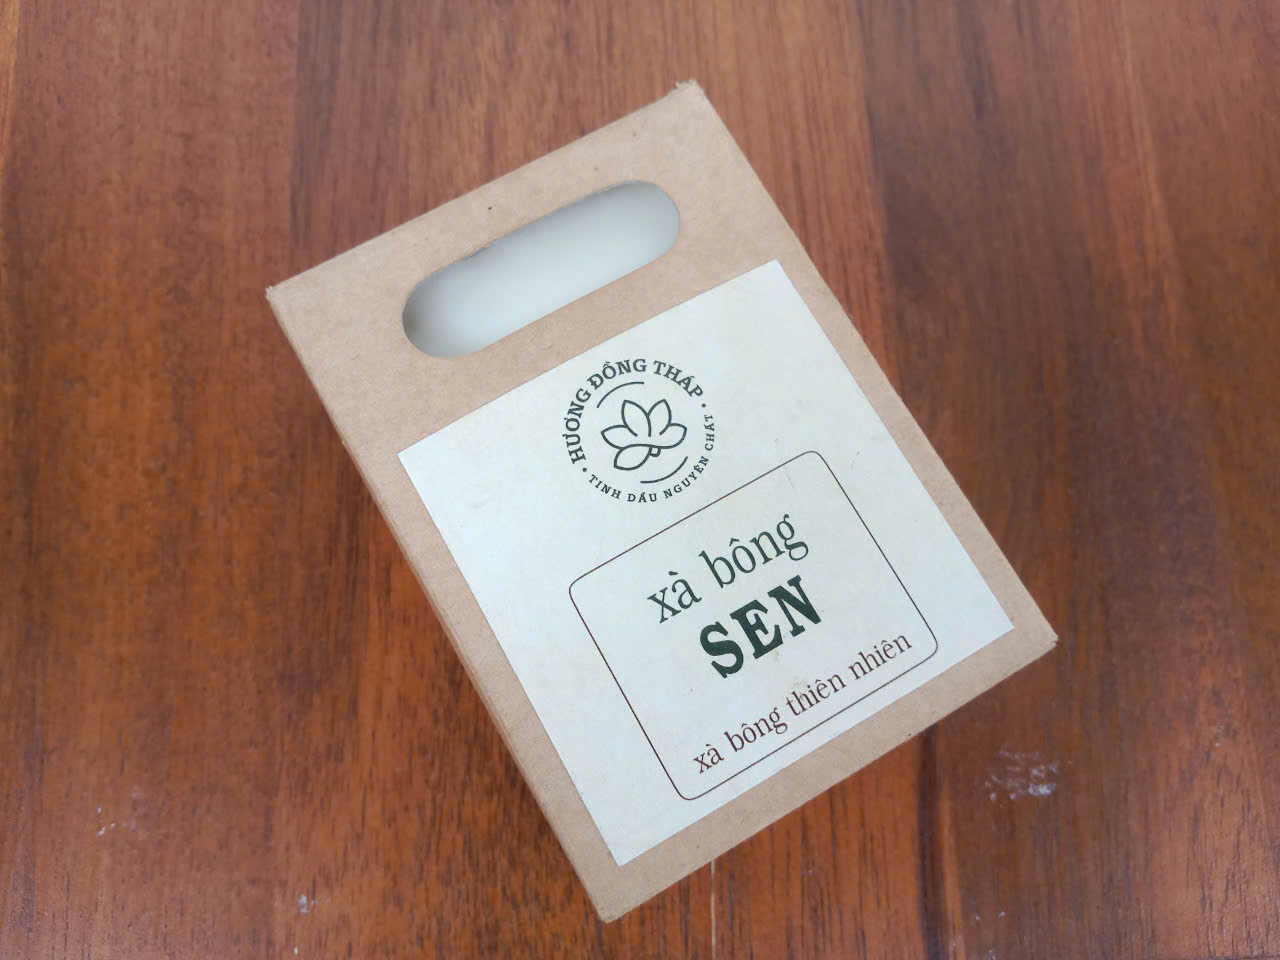 HƯƠNG ĐỒNG THÁP
TINH DẦU NGUYÊN CHẤT
xà bông
SEN
xà bông thiên nhiên